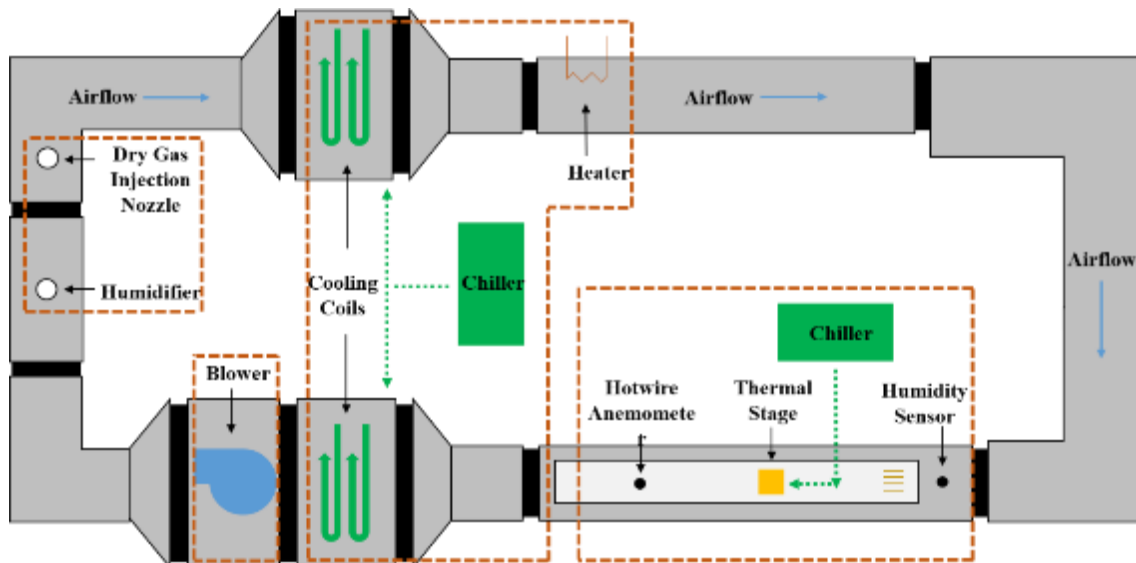 Airflow
Airflow
Dry Gas
Injection
Nozzle
Heater
Airflow
Humidifier
Cooling
Coils
Chiller
Chiller
Blower
Hotwire
Anemomete
r
Thermal
Stage
Humidity
Sensor